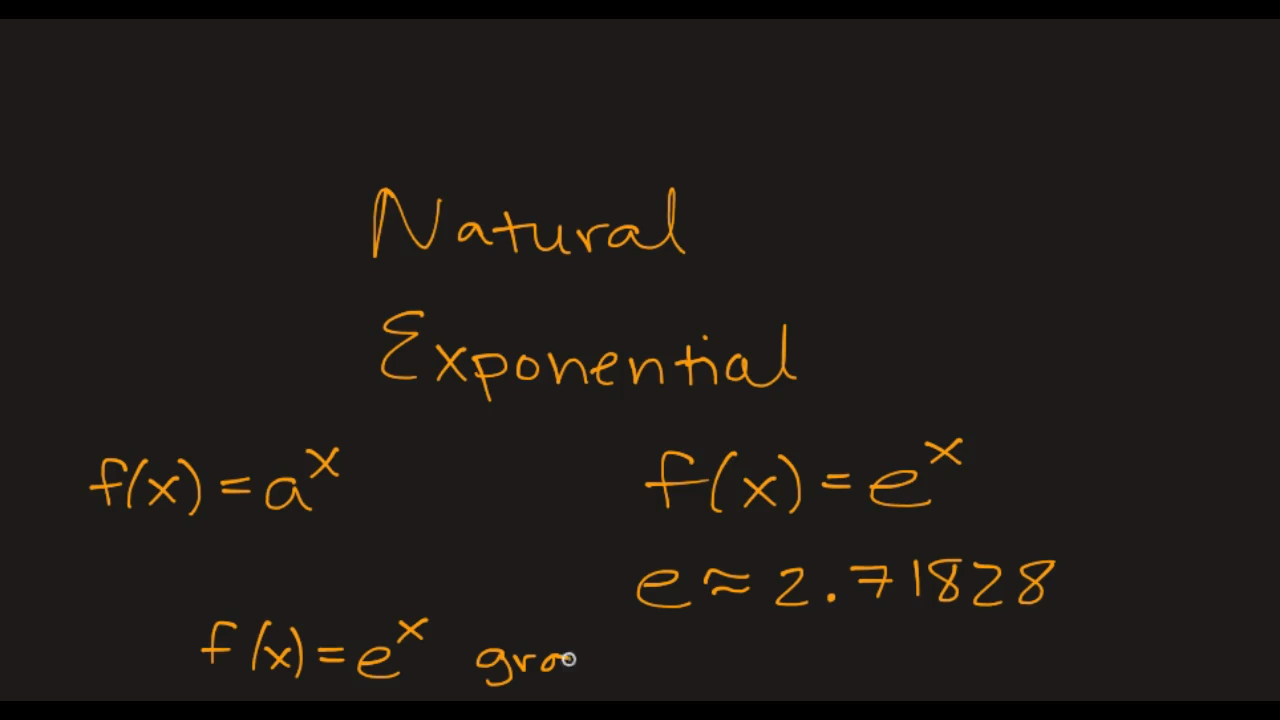 Natural
Exponential
f(x) = a^x
f(x) = e^x
e ≈ 2.71828
f(x) = e^x gro